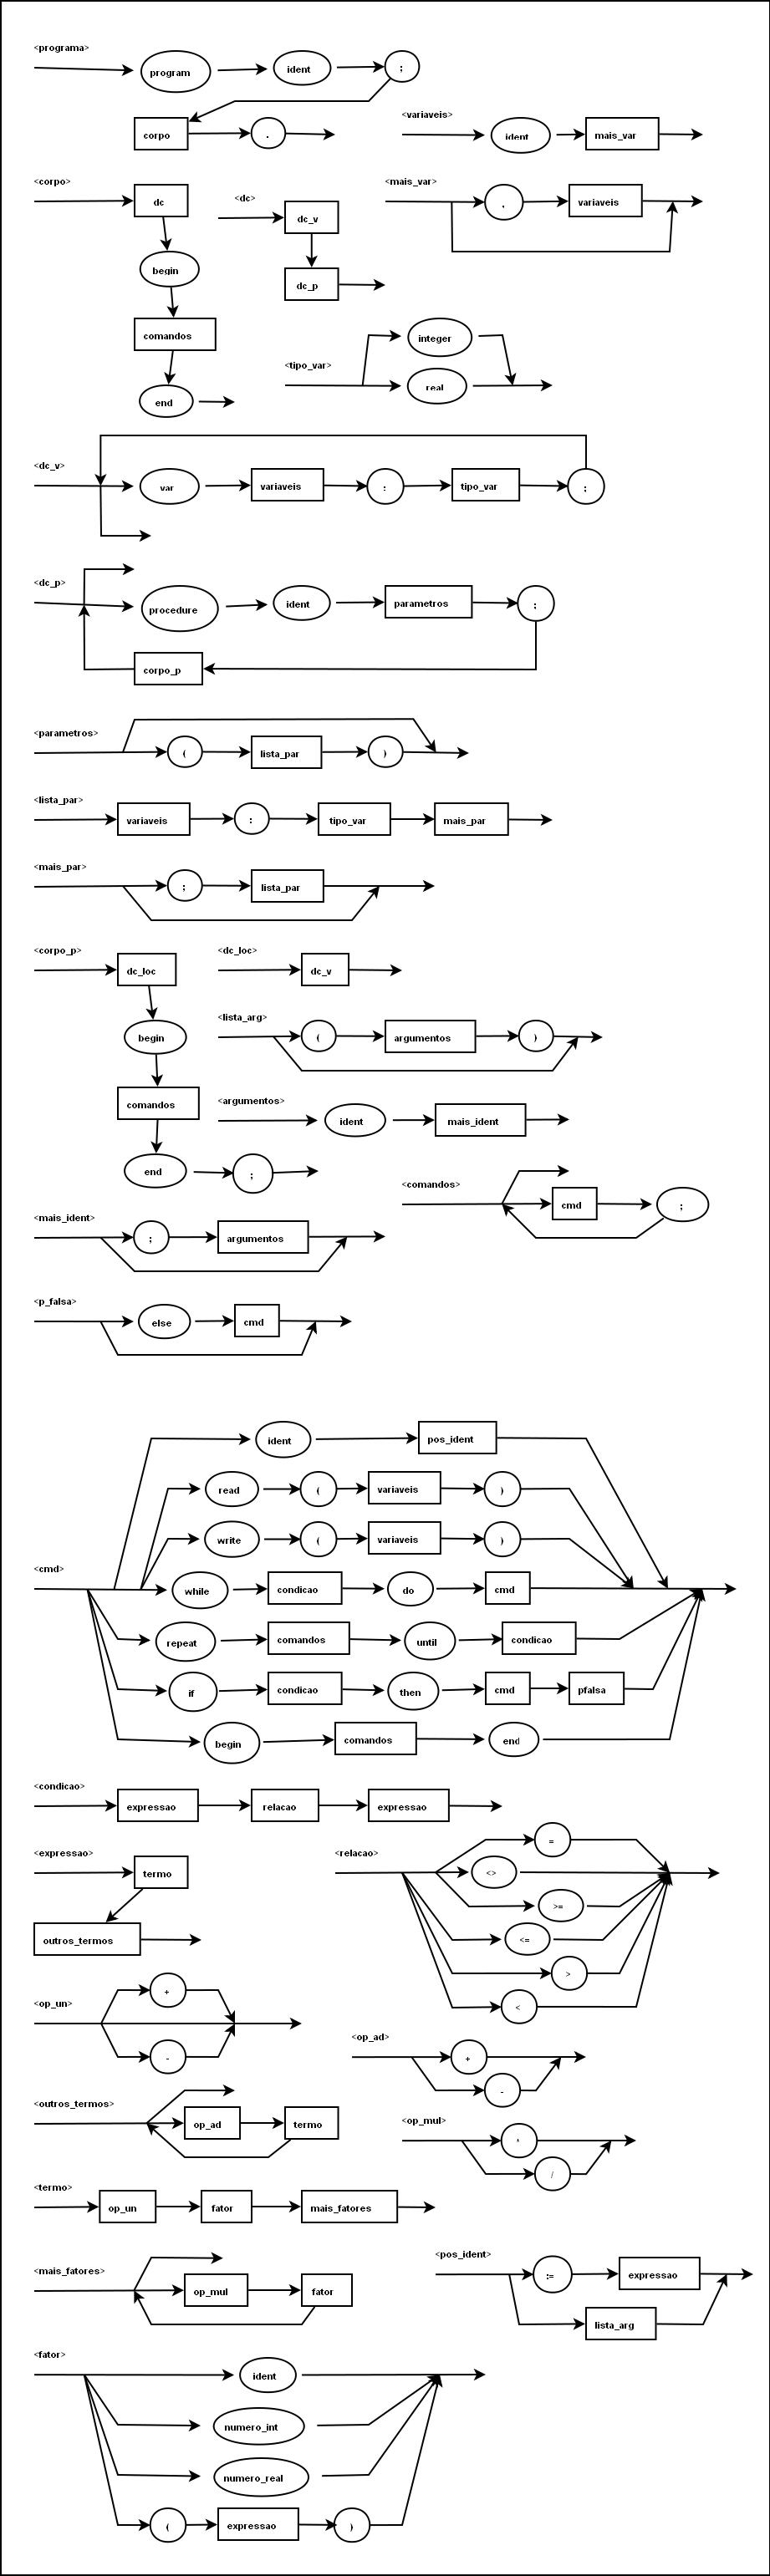 <programa>
program ident ;
corpo .
<variaveis>
ident mais_var
<corpo>
dc
begin
comandos
end
<dc>
dc_v
dc_p
<mais_var>
, variaveis
<tipo_var>
integer
real
<dc_v>
var variaveis : tipo_var ;
<dc_p>
procedure ident parametros ;
corpo_p
<parametros>
( lista_par )
<lista_par>
variaveis : tipo_var mais_par
<mais_par>
; lista_par
<corpo_p>
dc_loc
begin
comandos
end ;
<dc_loc>
dc_v
<lista_arg>
( argumentos )
<argumentos>
ident mais_ident
<comandos>
cmd ;
<mais_ident>
; argumentos
<p_falsa>
else cmd
<cmd>
ident pos_ident
read ( variaveis )
write ( variaveis )
while condicao do cmd
repeat comandos until condicao
if condicao then cmd pfalsa
begin comandos end
<condicao>
expressao relacao expressao
<expressao>
termo
outros_termos
<relacao>
=
<>
>=
<=
>
<
<op_un>
+
-
<op_ad>
+
-
<outros_termos>
op_ad termo
<op_mul>
*
/
<termo>
op_un fator mais_fatores
<mais_fatores>
op_mul fator
<pos_ident>
:= expressao
lista_arg
<fator>
ident
numero_int
numero_real
( expressao )